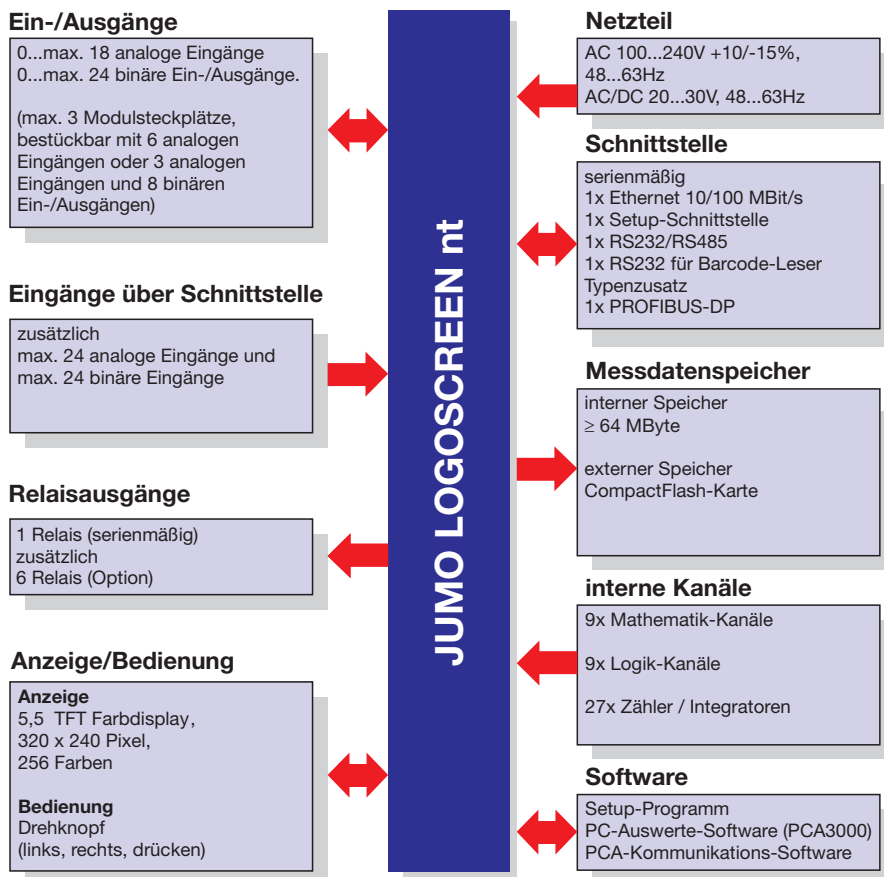 Ein-/Ausgänge
0...max. 18 analoge Eingänge
0...max. 24 binäre Ein-/Ausgänge.
(max. 3 Modulsteckplätze,
bestückbar mit 6 analogen
Eingängen oder 3 analogen
Eingängen und 8 binären
Ein-/Ausgängen)
Eingänge über Schnittstelle
zusätzlich
max. 24 analoge Eingänge und
max. 24 binäre Eingänge
Relaisausgänge
1 Relais (serienmäßig)
zusätzlich
6 Relais (Option)
Anzeige/Bedienung
Anzeige
5,5 TFT Farbdisplay,
320 x 240 Pixel,
256 Farben
Bedienung
Drehknopf
(links, rechts, drücken)
JUMO LOGOSCREEN nt
Netzteil
AC 100...240V +10/-15%,
48...63Hz
AC/DC 20...30V, 48...63Hz
Schnittstelle
serienmäßig
1x Ethernet 10/100 MBit/s
1x Setup-Schnittstelle
1x RS232/RS485
1x RS232 für Barcode-Leser
Typenzusatz
1x PROFIBUS-DP
Messdatenspeicher
interner Speicher
≥ 64 MByte
externer Speicher
CompactFlash-Karte
interne Kanäle
9x Mathematik-Kanäle
9x Logik-Kanäle
27x Zähler / Integratoren
Software
Setup-Programm
PC-Auswerte-Software (PCA3000)
PCA-Kommunikations-Software